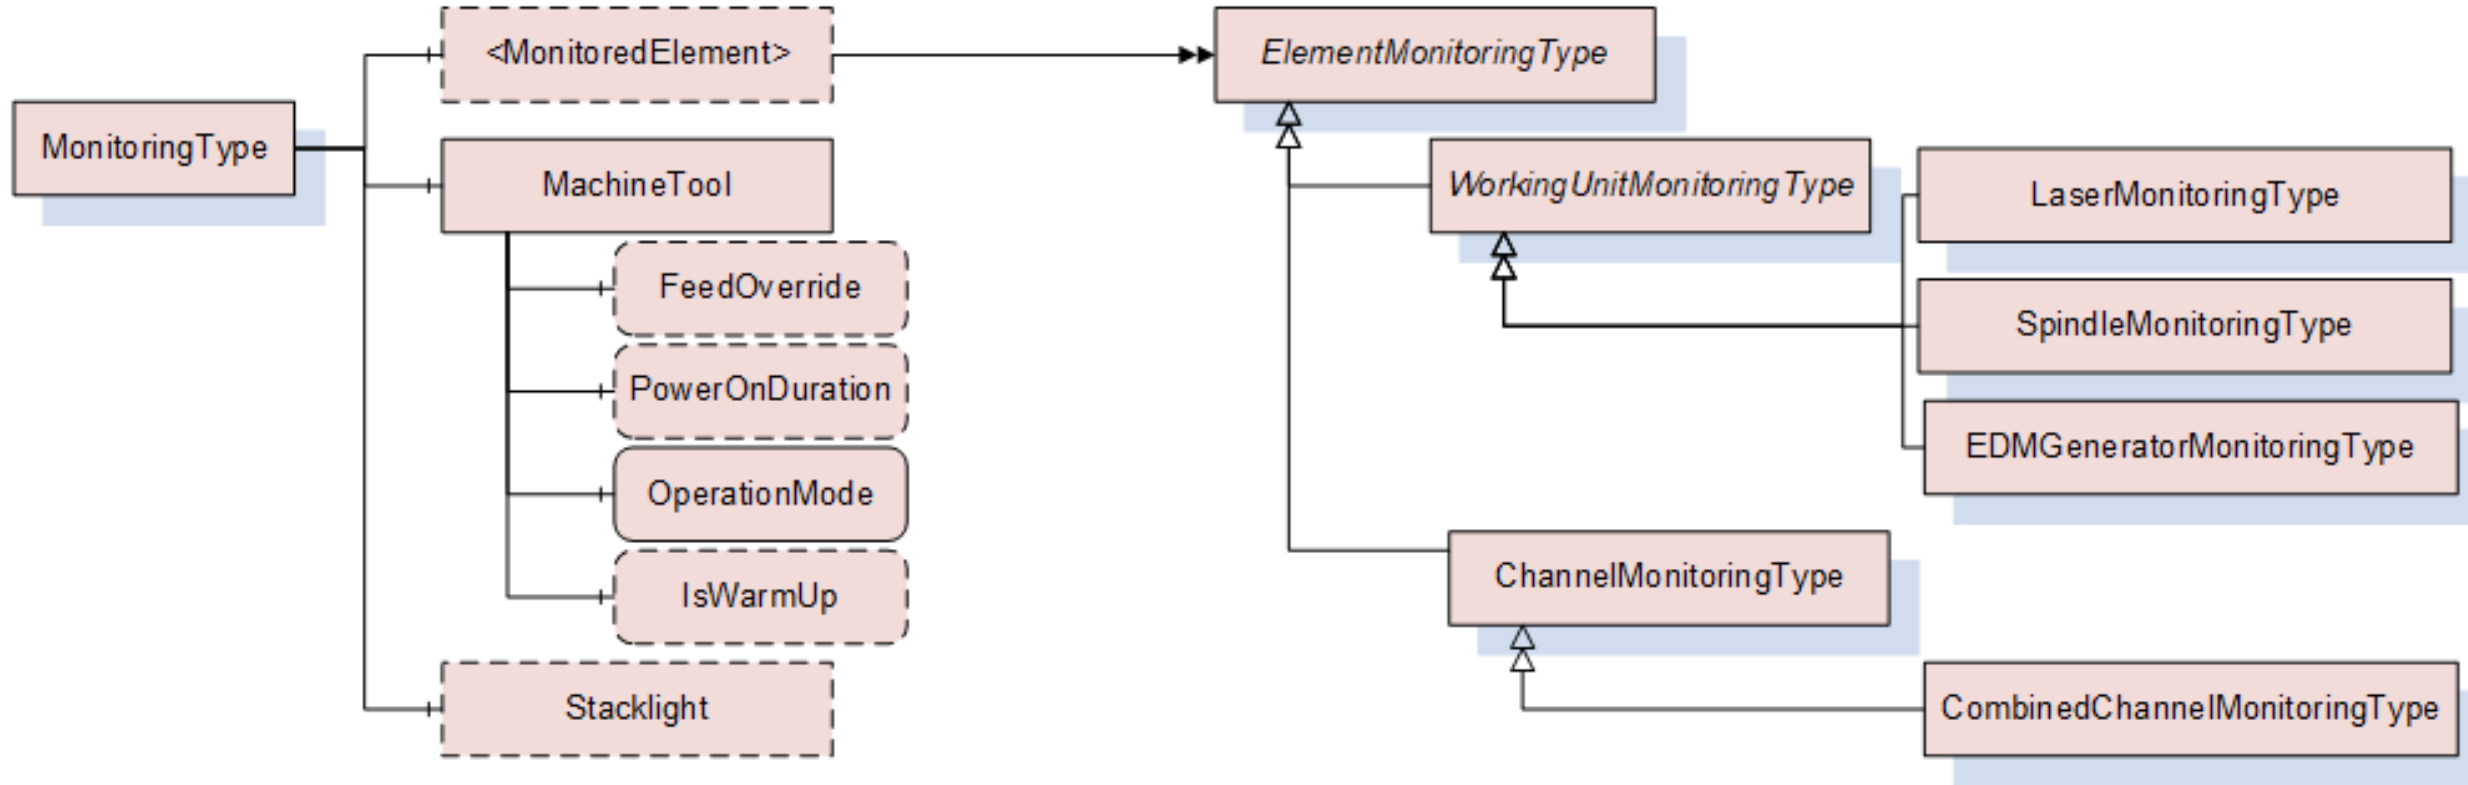 <MonitoredElement>
ElementMonitoringType
MonitoringType
MachineTool
WorkingUnitMonitoringType
LaserMonitoringType
FeedOverride
SpindleMonitoringType
PowerOnDuration
EDMGeneratorMonitoringType
OperationMode
ChannelMonitoringType
IsWarmUp
Stacklight
CombinedChannelMonitoringType